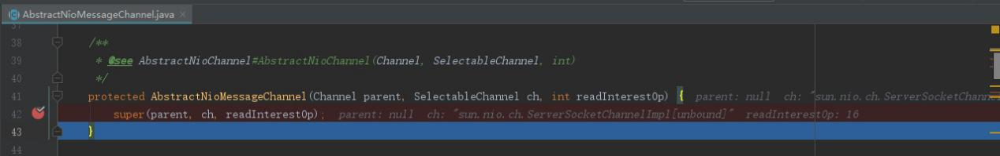 AbstractNioMessageChannel.java
37
38 /**
39 * @see AbstractNioChannel#AbstractNioChannel(Channel, SelectableChannel, int)
40 */
41 protected AbstractNioMessageChannel(Channel parent, SelectableChannel ch, int readInterestOp) { parent: null ch: "sun.nio.ch.ServerSocketChanne
42 super(parent, ch, readInterestOp); parent: null ch: "sun.nio.ch.ServerSocketChannelImpl[unbound]" readInterestOp: 16
43 }
44